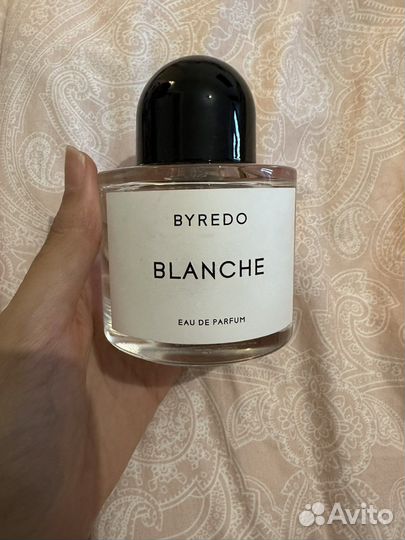 BYREDO
BLANCHE
EAU DE PARFUM
Avito